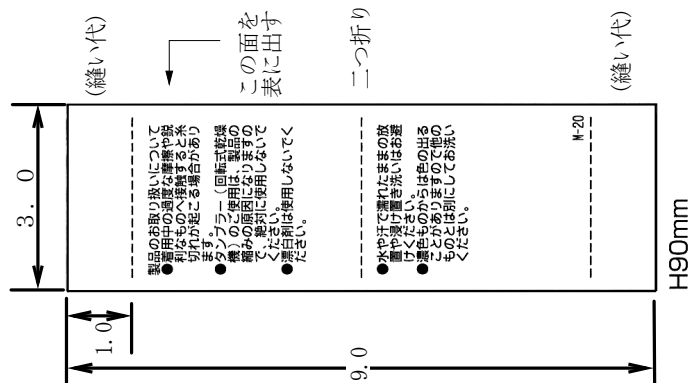 (縫い代)
この面を
表に出す
二つ折り
(縫い代)
3.0
1.0
9.0
製品のお取り扱いについて
●着用中の過度な摩擦や鋭
利なものへ接触すると糸
切れが起こる場合があり
ます。
●タンブラー(回転式乾燥
機)のご使用は、製品の
縮みの原因になりますの
で、絶対に使用しないで
ください。
●漂白剤は使用しないでく
ださい。
●水や汗で濡れたままの放
置や浸け置き洗いはお避
けください。
●濃色ものからは色の出る
ことがありますので他の
ものとは別にしてお洗い
ください。
M-20
H90mm